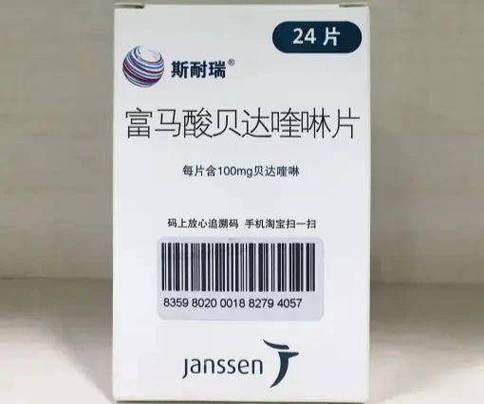 24 片
斯耐瑞®
富马酸贝达喹啉片
每片含100mg贝达喹啉
码上放心追溯码 手机淘宝扫一扫
8359 8020 0018 8279 4057
janssen